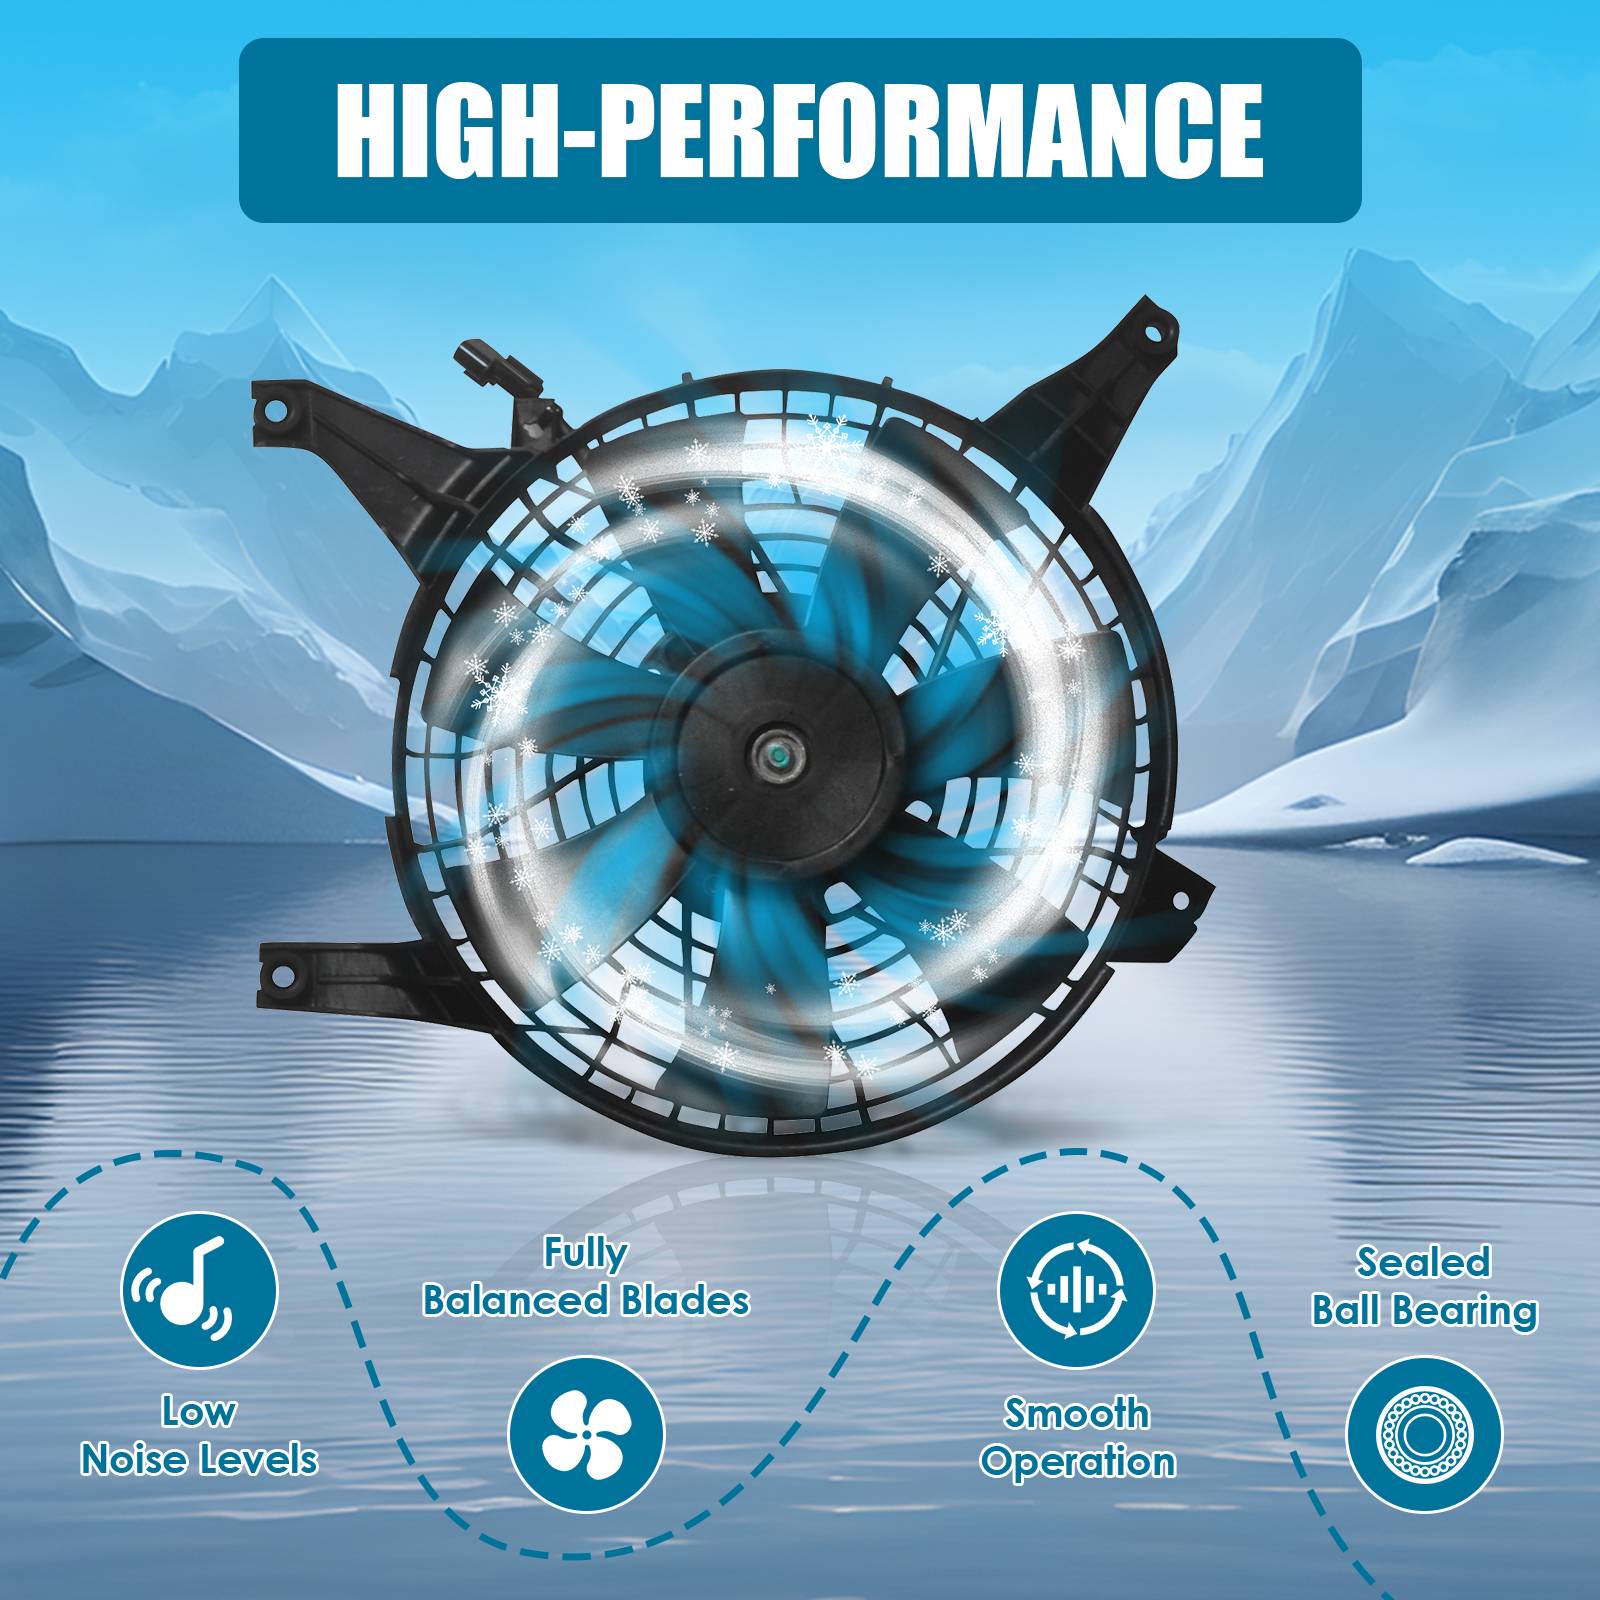 HIGH-PERFORMANCE
Low
Noise Levels
Fully
Balanced Blades
Smooth
Operation
Sealed
Ball Bearing